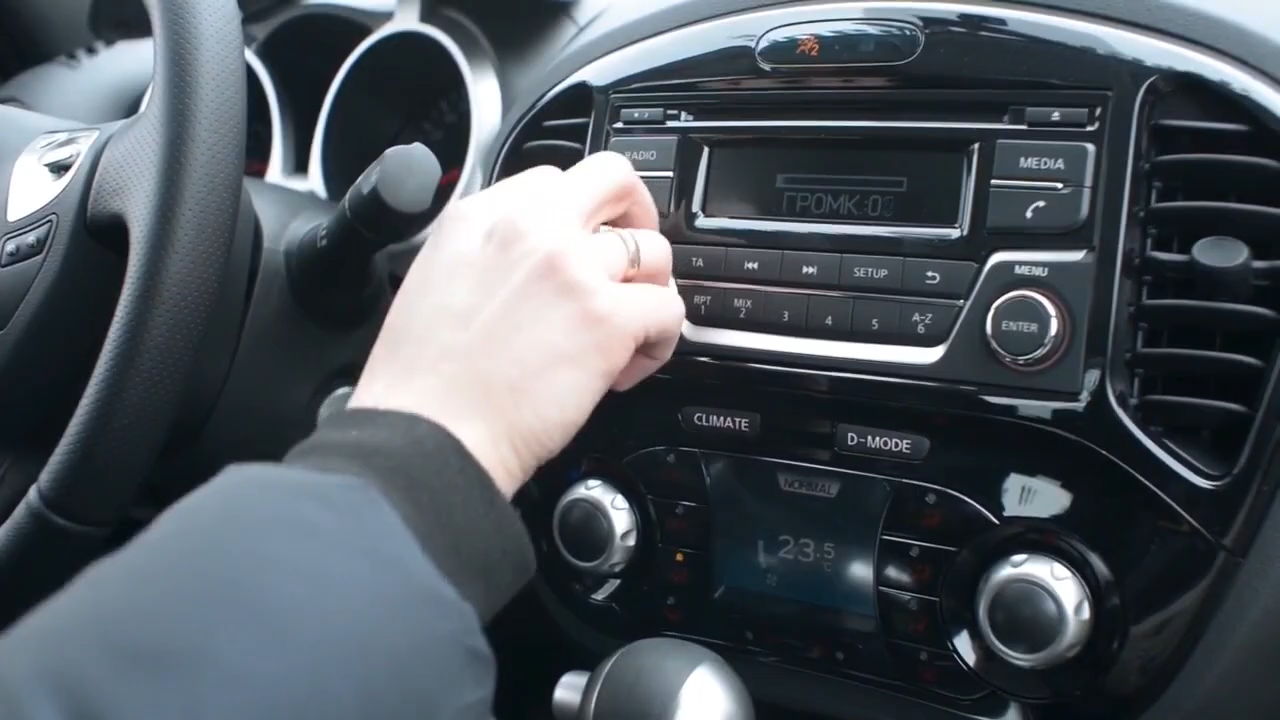 RADIO
MEDIA
ГРОМК:0
TA
SETUP
RPT
1
MIX
2
3
4
5
A-Z
6
MENU
ENTER
CLIMATE
D-MODE
NORMAL
23.5